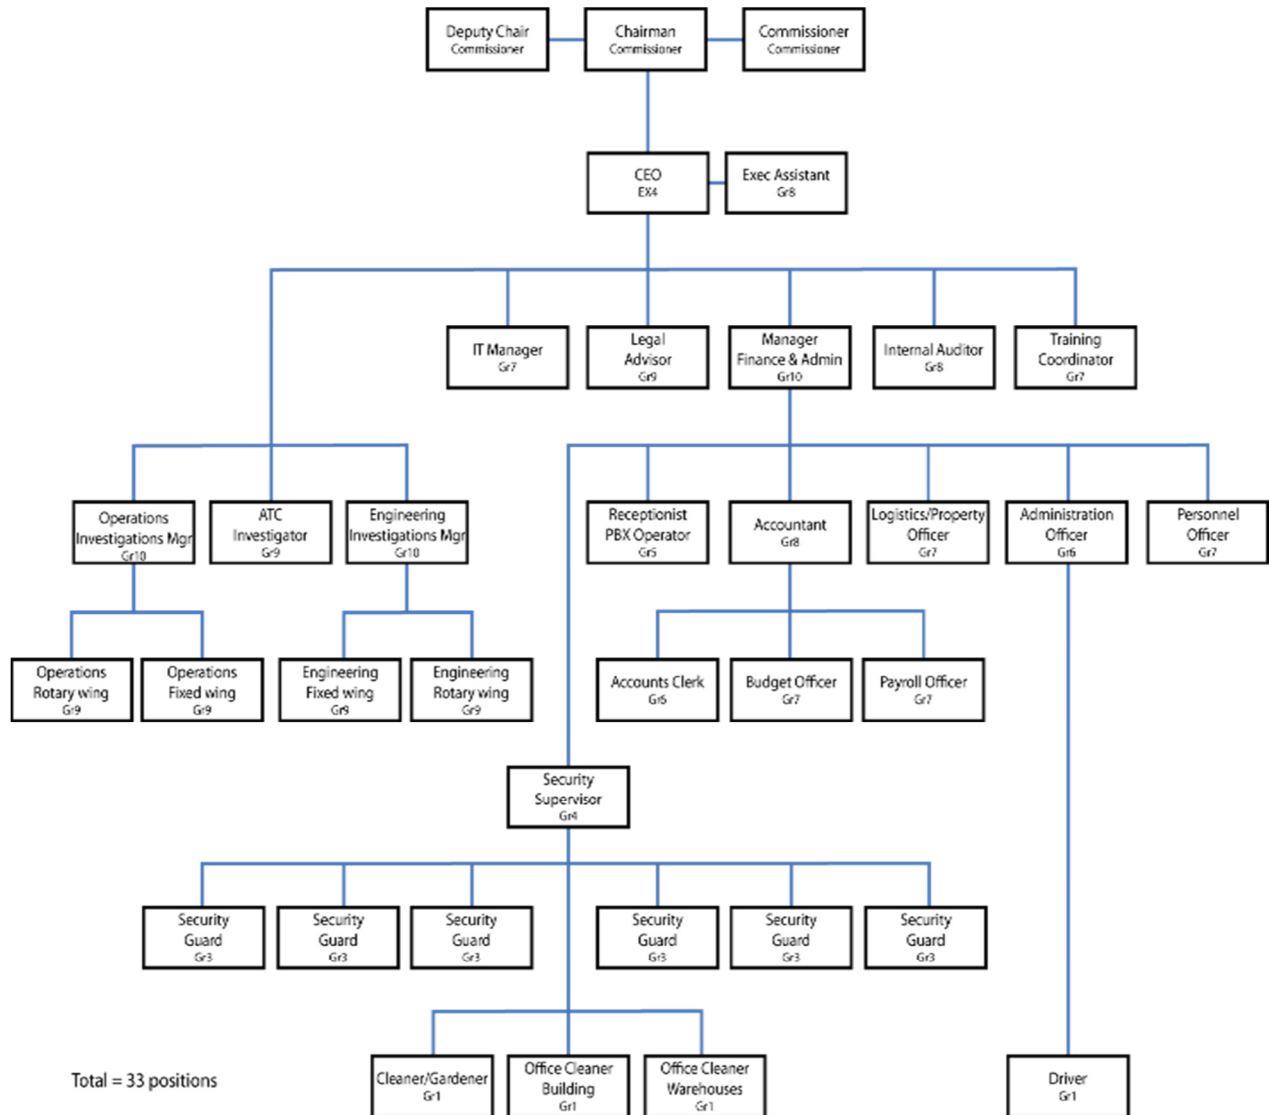 Deputy Chair
Commissioner
Chairman
Commissioner
Commissioner
Commissioner
CEO
EX4
Exec Assistant
Gr8
IT Manager
Gr7
Legal
Advisor
Gr9
Manager
Finance & Admin
Gr10
Internal Auditor
Gr8
Training
Coordinator
Gr7
Operations
Investigations Mgr
Gr10
ATC
Investigator
Gr9
Engineering
Investigations Mgr
Gr10
Receptionist
PBX Operator
Gr5
Accountant
Gr8
Logistics/Property
Officer
Gr7
Administration
Officer
Gr6
Personnel
Officer
Gr7
Operations
Rotary wing
Gr9
Operations
Fixed wing
Gr9
Engineering
Fixed wing
Gr9
Engineering
Rotary wing
Gr9
Accounts Clerk
Gr6
Budget Officer
Gr7
Payroll Officer
Gr7
Security
Supervisor
Gr4
Security
Guard
Gr3
Security
Guard
Gr3
Security
Guard
Gr3
Security
Guard
Gr3
Security
Guard
Gr3
Security
Guard
Gr3
Total = 33 positions
Cleaner/Gardener
Gr1
Office Cleaner
Building
Gr1
Office Cleaner
Warehouses
Gr1
Driver
Gr1